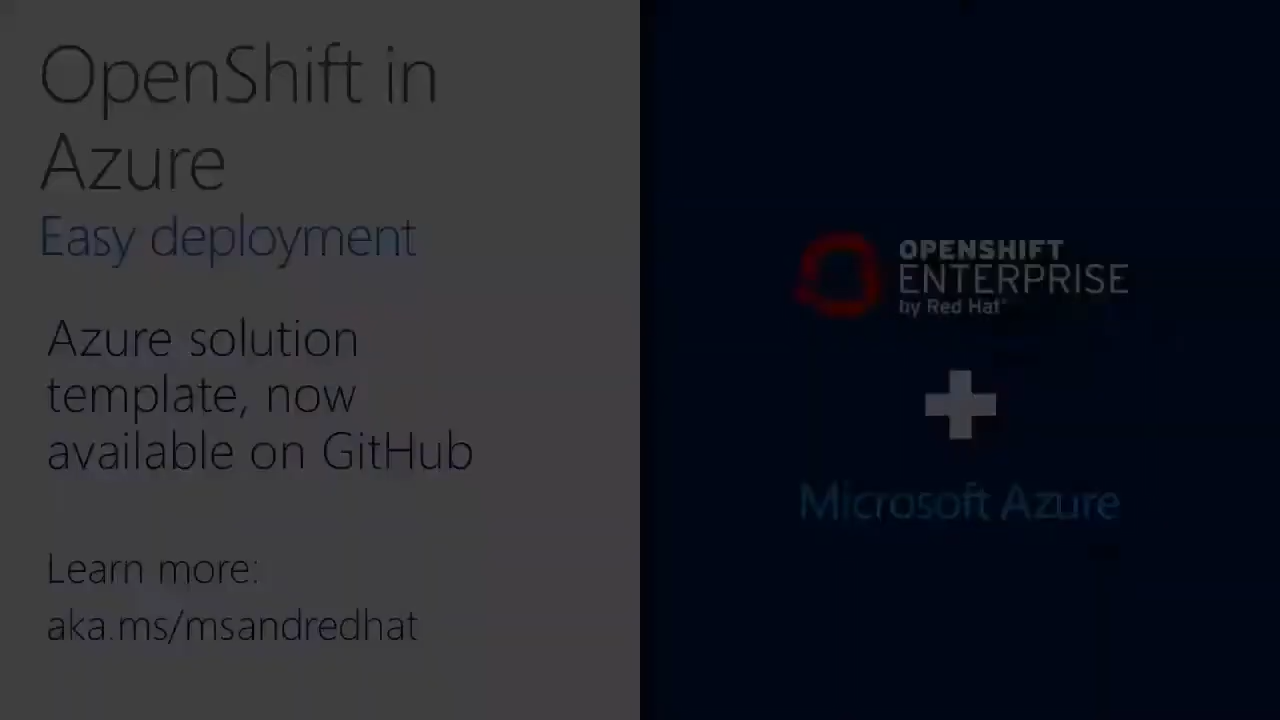 OpenShift in
Azure
Easy deployment
Azure solution
template, now
available on GitHub
Learn more:
aka.ms/msandredhat
OPENSHIFT
ENTERPRISE
by Red Hat
Microsoft Azure